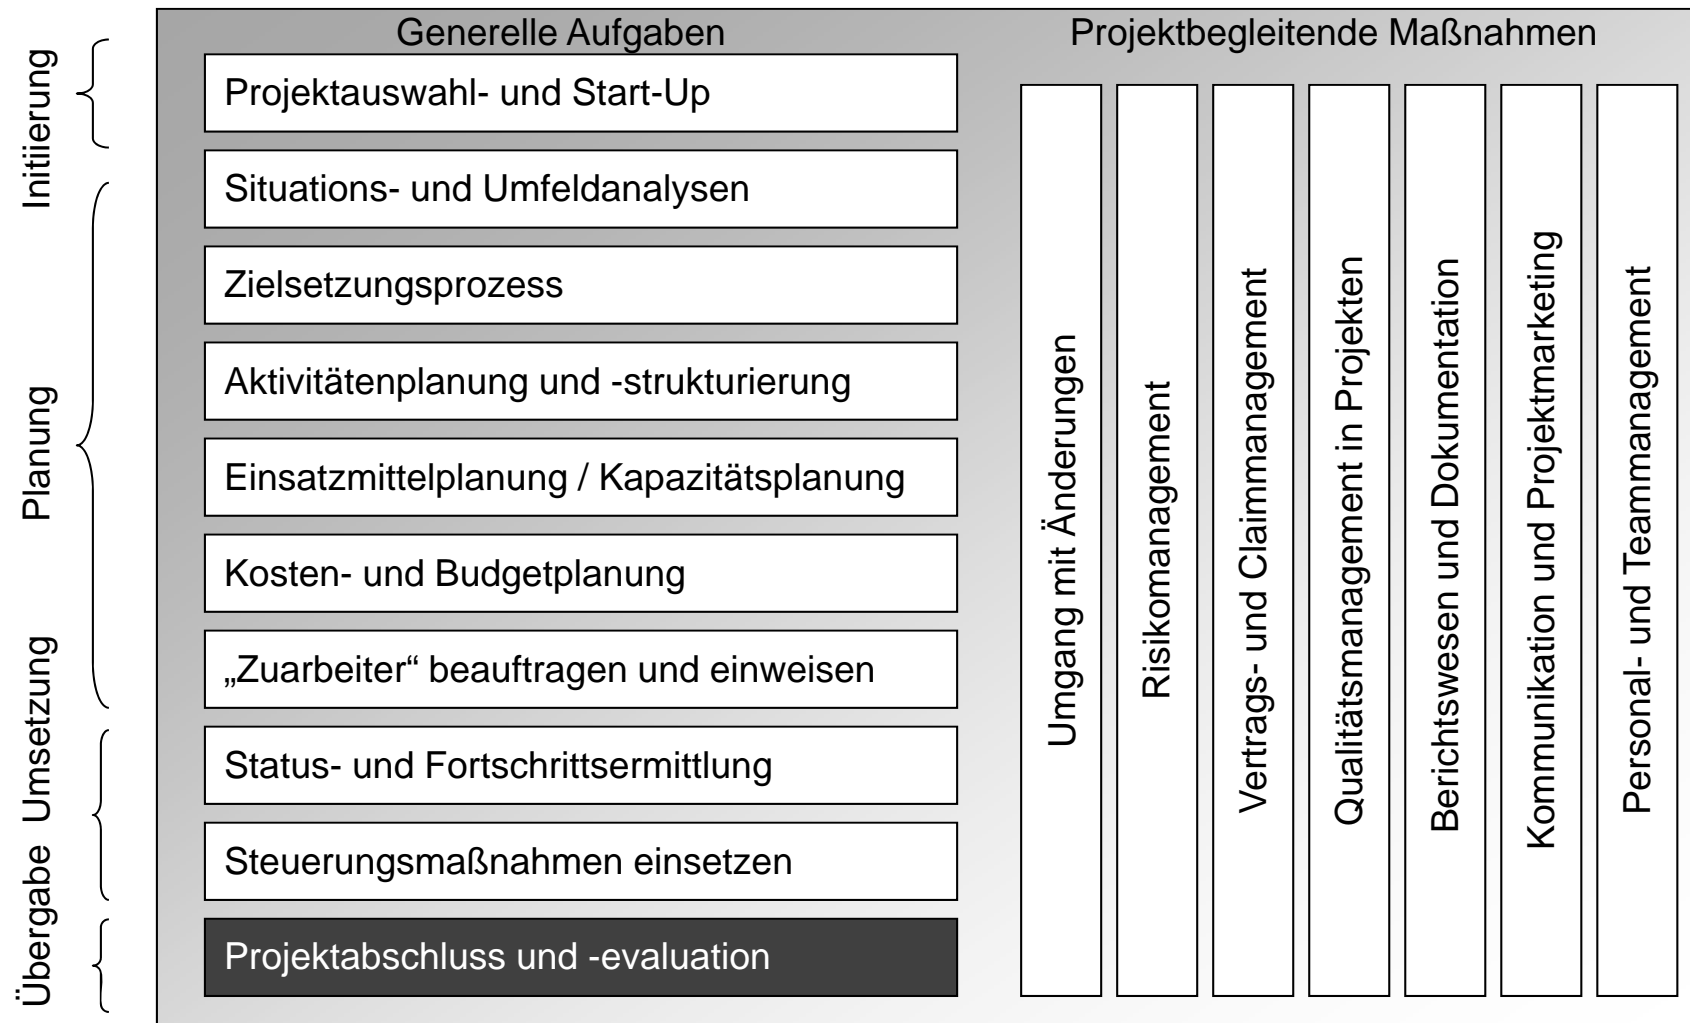 Generelle Aufgaben
Projektbegleitende Maßnahmen
Initiierung
Planung
Umsetzung
Übergabe
Projektauswahl- und Start-Up
Situations- und Umfeldanalysen
Zielsetzungsprozess
Aktivitätenplanung und -strukturierung
Einsatzmittelplanung / Kapazitätsplanung
Kosten- und Budgetplanung
„Zuarbeiter“ beauftragen und einweisen
Status- und Fortschrittsermittlung
Steuerungsmaßnahmen einsetzen
Projektabschluss und -evaluation
Umgang mit Änderungen
Risikomanagement
Vertrags- und Claimmanagement
Qualitätsmanagement in Projekten
Berichtswesen und Dokumentation
Kommunikation und Projektmarketing
Personal- und Teammanagement